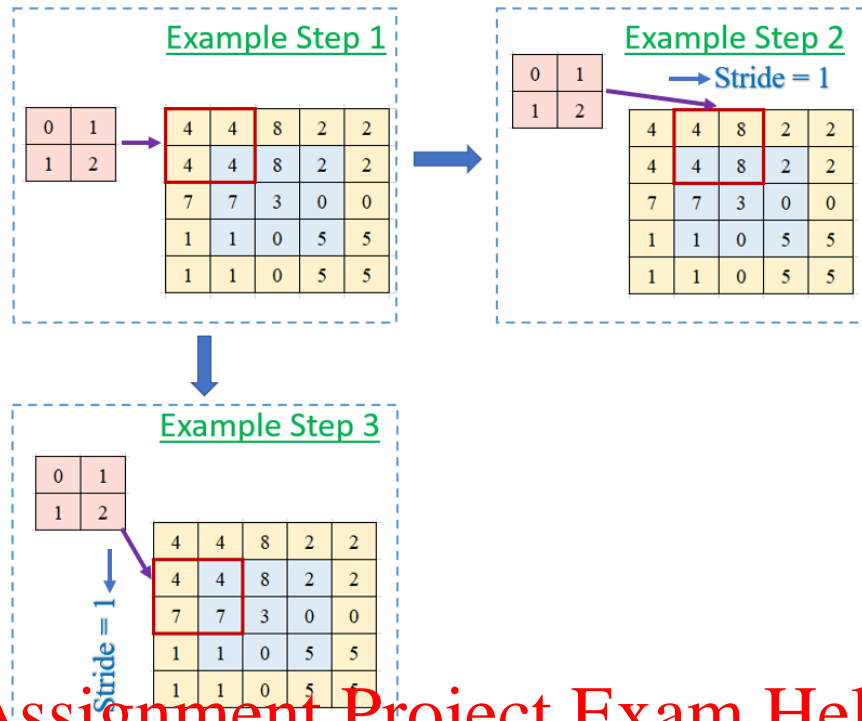 Example Step 1
0 1
1 2
4 4 8 2 2
4 4 8 2 2
7 7 3 0 0
1 1 0 5 5
1 1 0 5 5
Example Step 2
0 1
1 2
Stride = 1
4 4 8 2 2
4 4 8 2 2
7 7 3 0 0
1 1 0 5 5
1 1 0 5 5
Example Step 3
0 1
1 2
Stride = 1
4 4 8 2 2
4 4 8 2 2
7 7 3 0 0
1 1 0 5 5
1 1 0 5 5
Assignment Project Exam Hel